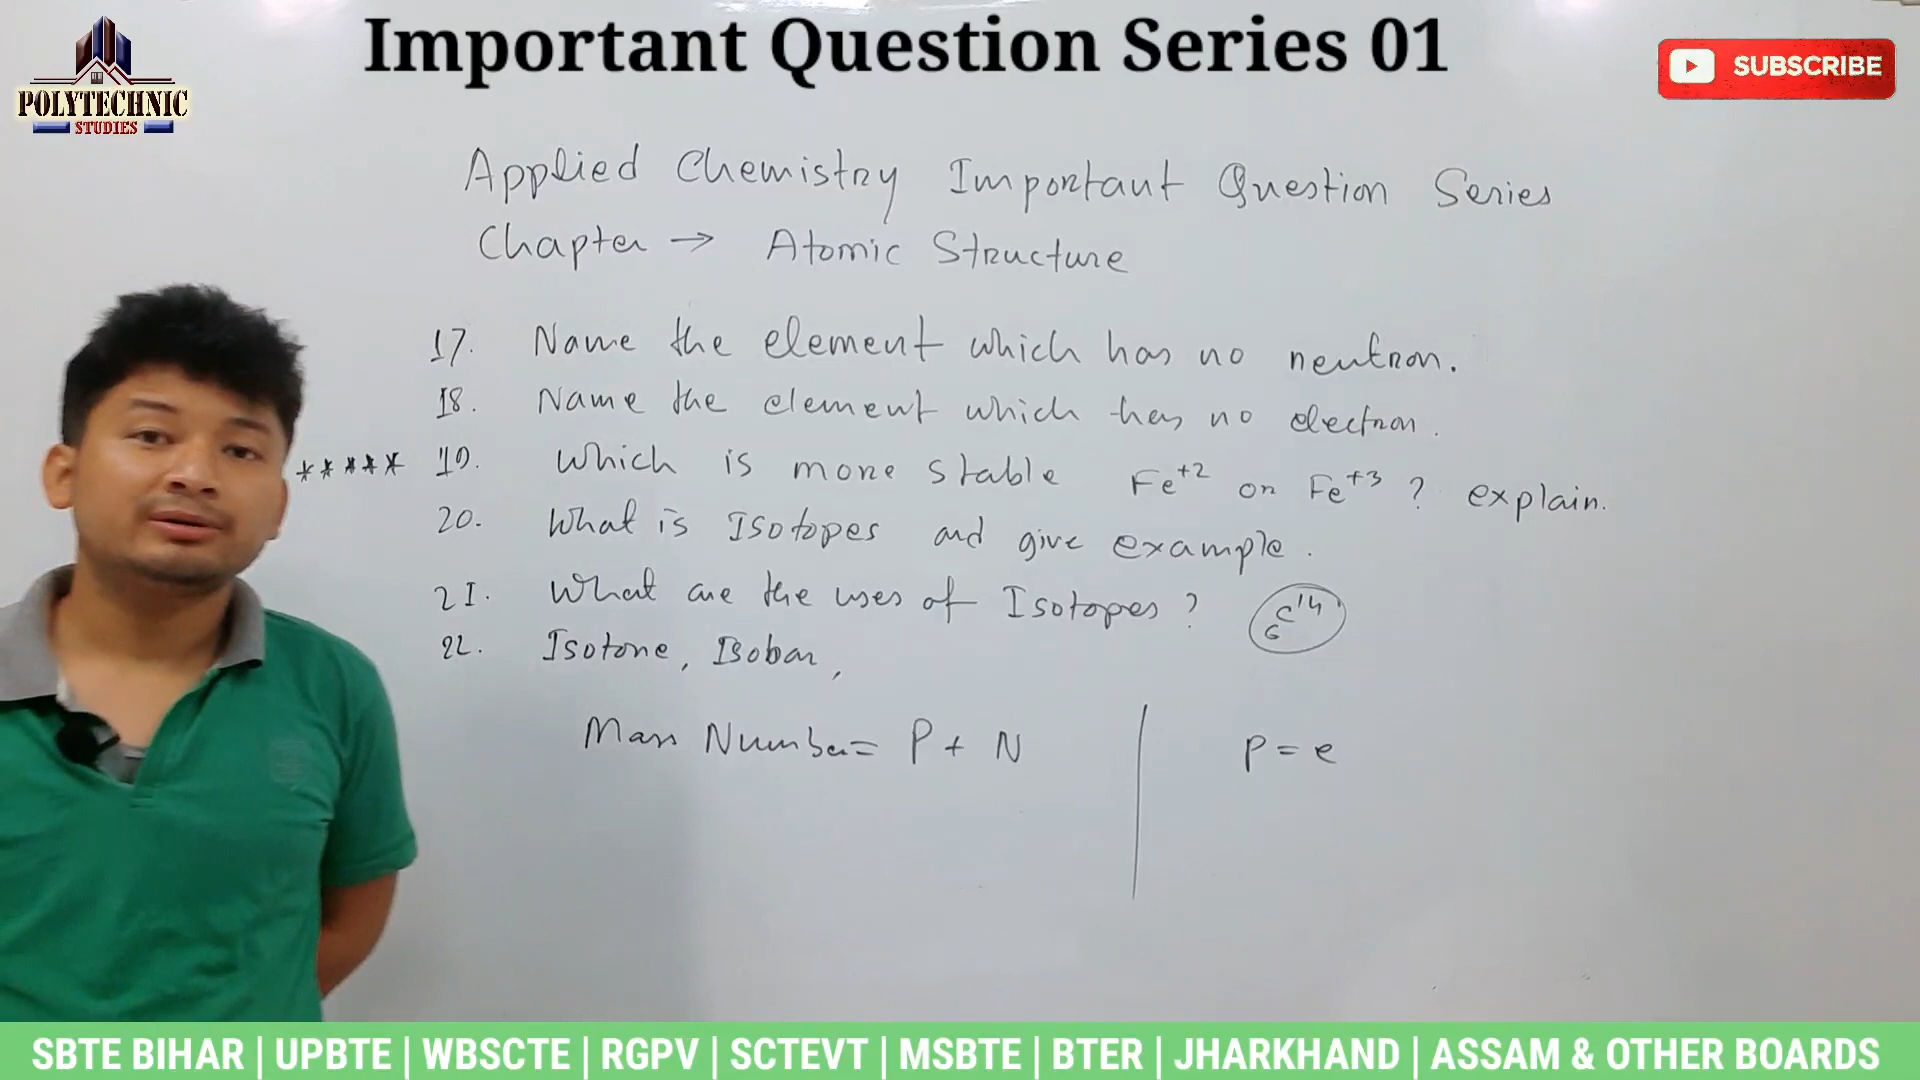 Important Question Series 01
POLYTECHNIC
STUDIES
SUBSCRIBE
Applied Chemistry Important Question Series
Chapter → Atomic Structure
17. Name the element which has no neutron.
18. Name the element which has no electron.
***** 19. Which is more stable Fe+2 or Fe+3 ? explain.
20. What is Isotopes and give example.
21. What are the uses of Isotopes ? 6C14
22. Isotone, Isobar,
Mass Number = P + N
P = e
SBTE BIHAR | UPBTE | WBSCTE | RGPV | SCTEVT | MSBTE | BTER | JHARKHAND | ASSAM & OTHER BOARDS